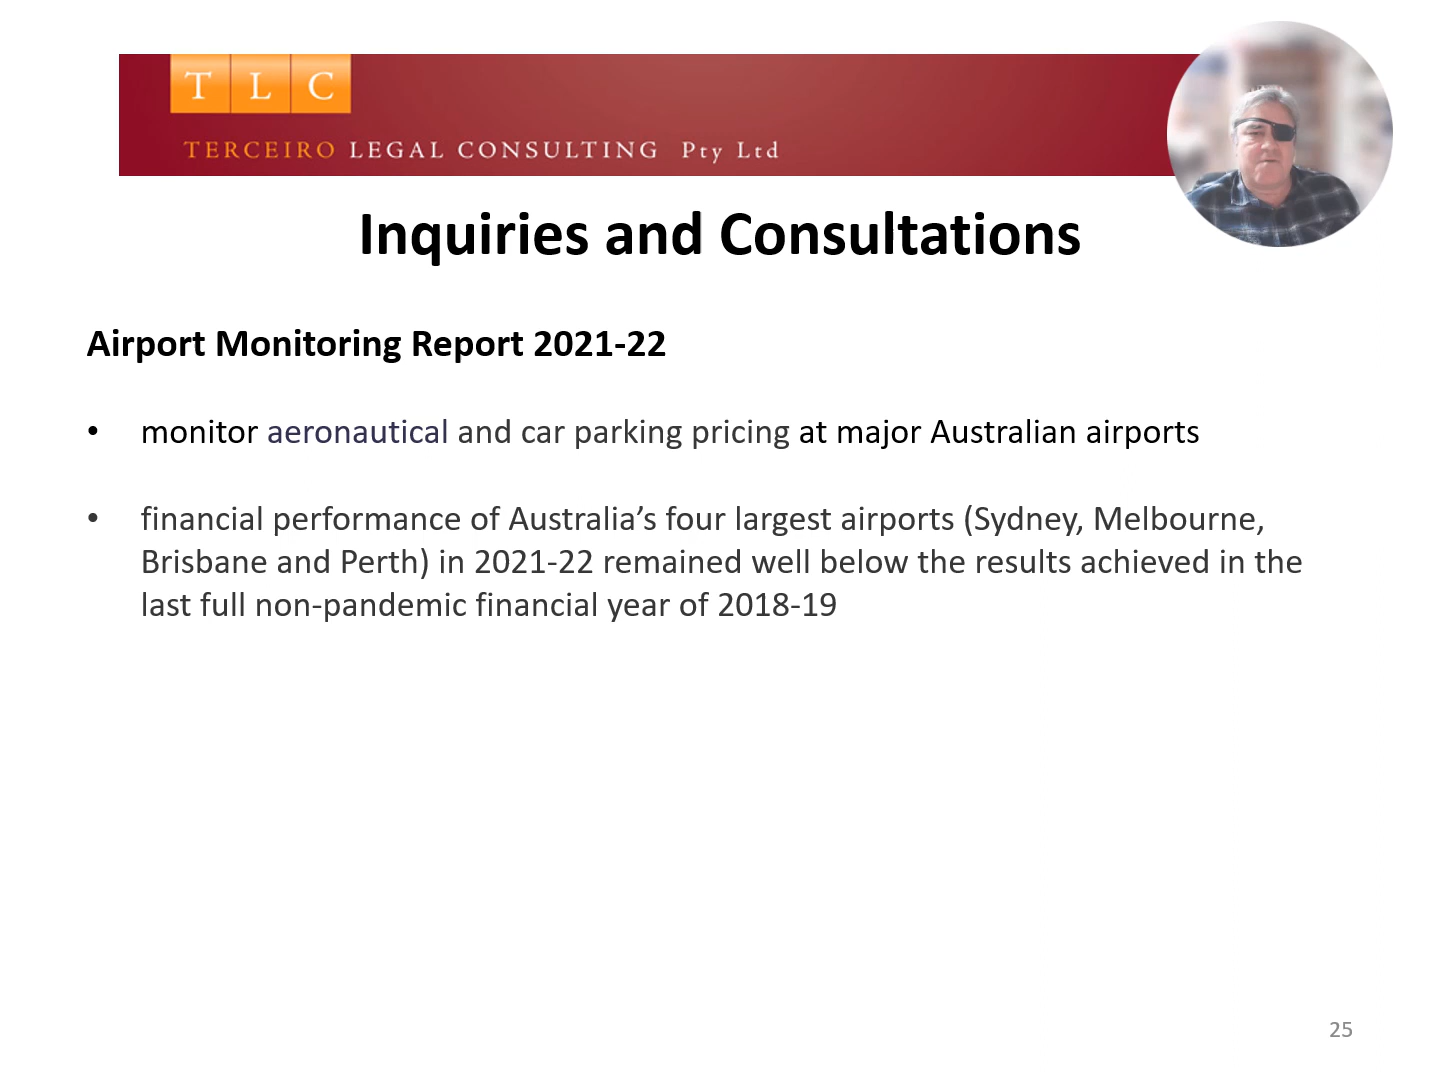 T L C
TERCEIRO LEGAL CONSULTING Pty Ltd
Inquiries and Consultations
Airport Monitoring Report 2021-22
• monitor aeronautical and car parking pricing at major Australian airports
• financial performance of Australia’s four largest airports (Sydney, Melbourne,
Brisbane and Perth) in 2021-22 remained well below the results achieved in the
last full non-pandemic financial year of 2018-19
25